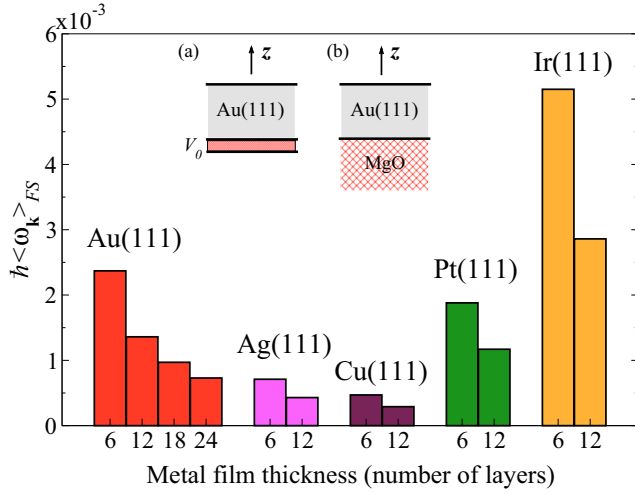 6x10⁻³
(a) z (b) z
Ir(111)
5
Au(111) Au(111)
V₀
MgO
4
ℏ<ω_k>_FS
3
Au(111)
Pt(111)
2
Ag(111)
Cu(111)
1
0
6 12 18 24 6 12 6 12 6 12 6 12
Metal film thickness (number of layers)